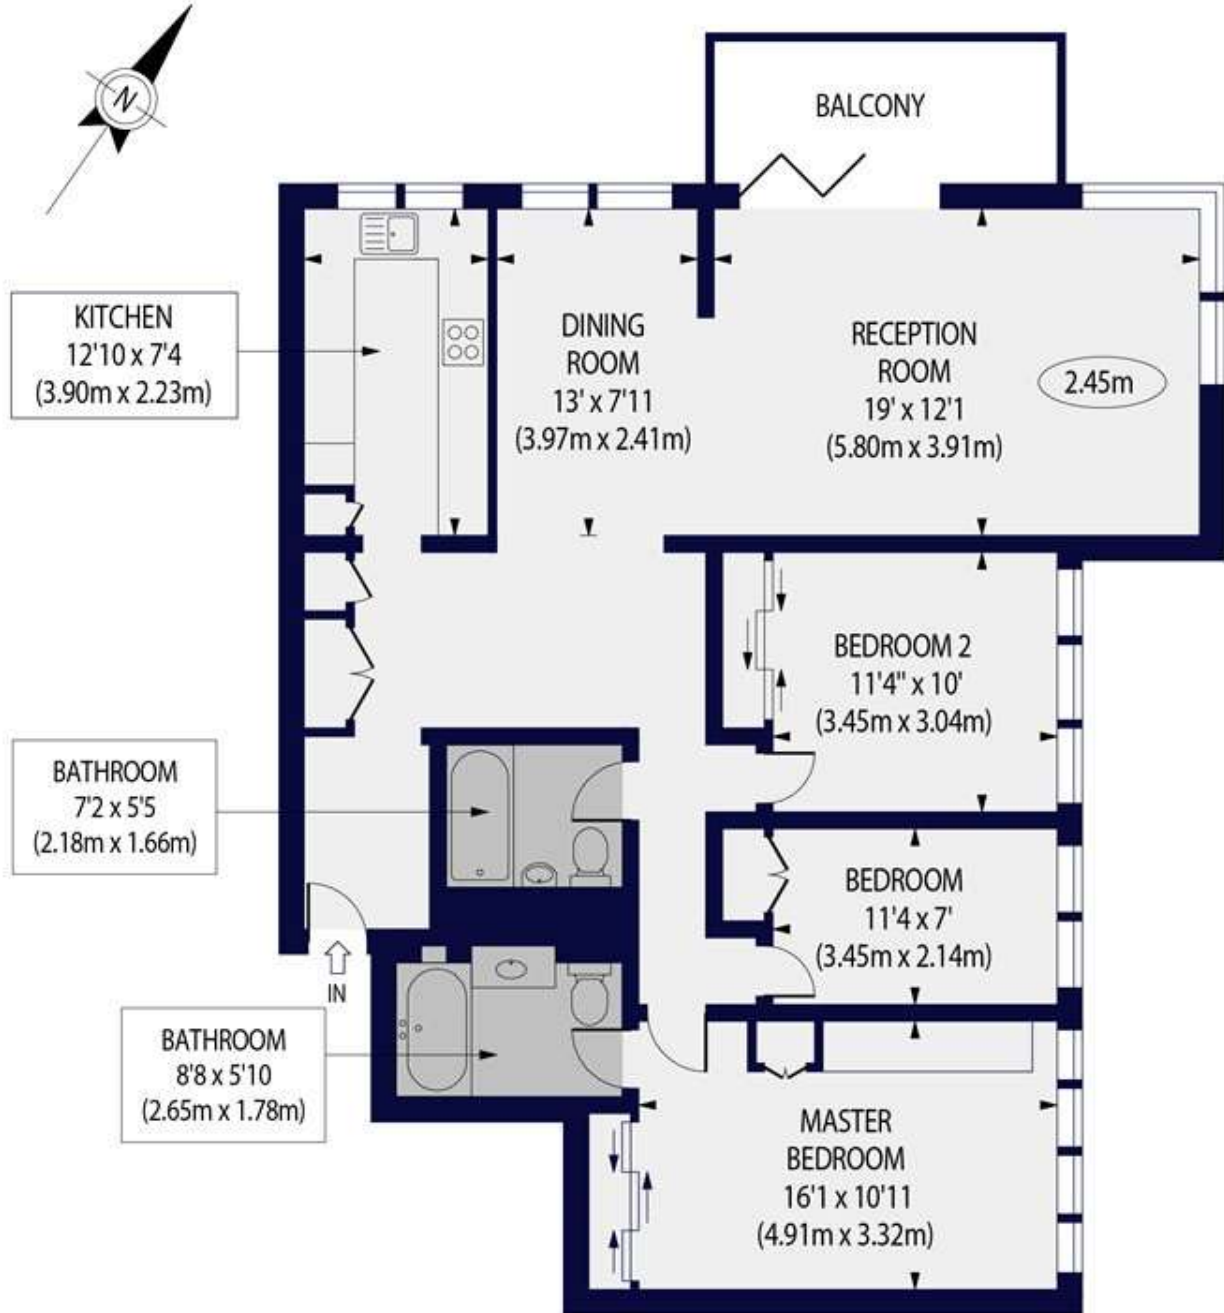 N
BALCONY
KITCHEN
12'10 x 7'4
(3.90m x 2.23m)
DINING
ROOM
13' x 7'11
(3.97m x 2.41m)
RECEPTION
ROOM
19' x 12'1
(5.80m x 3.91m)
2.45m
BEDROOM 2
11'4" x 10'
(3.45m x 3.04m)
BATHROOM
7'2 x 5'5
(2.18m x 1.66m)
BEDROOM
11'4 x 7'
(3.45m x 2.14m)
IN
BATHROOM
8'8 x 5'10
(2.65m x 1.78m)
MASTER
BEDROOM
16'1 x 10'11
(4.91m x 3.32m)